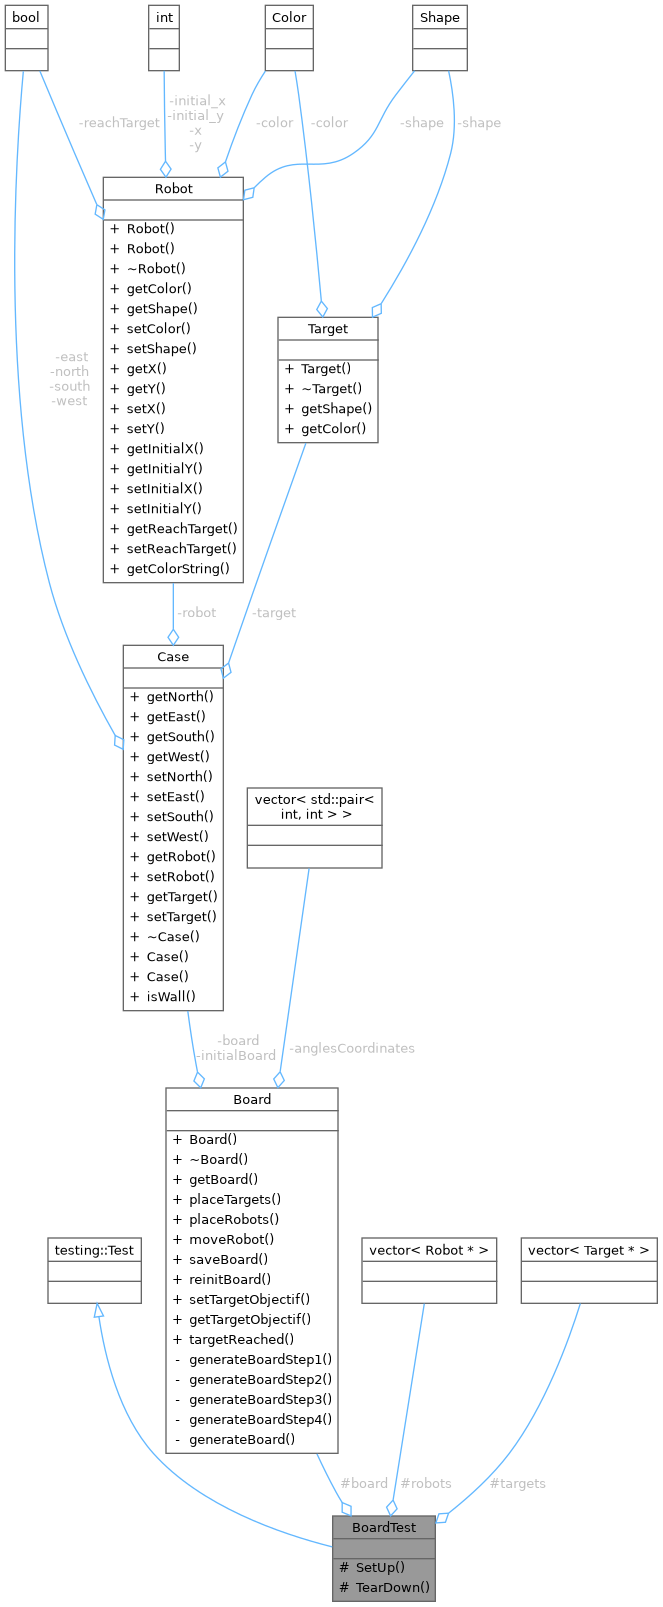 bool
int
Color
Shape
-reachTarget
-initial_x
-initial_y
-x
-y
-color
-color
-shape
-shape
Robot
+ Robot()
+ Robot()
+ ~Robot()
+ getColor()
+ getShape()
+ setColor()
+ setShape()
+ getX()
+ getY()
+ setX()
+ setY()
+ getInitialX()
+ getInitialY()
+ setInitialX()
+ setInitialY()
+ getReachTarget()
+ setReachTarget()
+ getColorString()
Target
+ Target()
+ ~Target()
+ getShape()
+ getColor()
-east
-north
-south
-west
-robot
-target
Case
+ getNorth()
+ getEast()
+ getSouth()
+ getWest()
+ setNorth()
+ setEast()
+ setSouth()
+ setWest()
+ getRobot()
+ setRobot()
+ getTarget()
+ setTarget()
+ ~Case()
+ Case()
+ Case()
+ isWall()
vector< std::pair<
int, int > >
-board
-initialBoard
-anglesCoordinates
Board
+ Board()
+ ~Board()
+ getBoard()
+ placeTargets()
+ placeRobots()
+ moveRobot()
+ saveBoard()
+ reinitBoard()
+ setTargetObjectif()
+ getTargetObjectif()
+ targetReached()
- generateBoardStep1()
- generateBoardStep2()
- generateBoardStep3()
- generateBoardStep4()
- generateBoard()
testing::Test
vector< Robot * >
vector< Target * >
#board
#robots
#targets
BoardTest
# SetUp()
# TearDown()